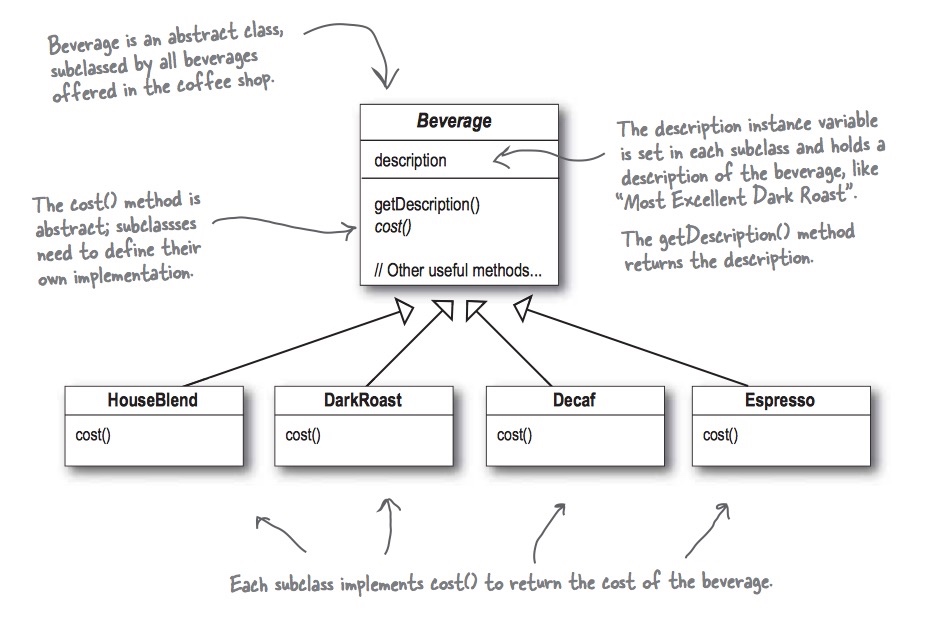 Beverage is an abstract class,
subclassed by all beverages
offered in the coffee shop.
Beverage
description
getDescription()
cost()
// Other useful methods...
The description instance variable
is set in each subclass and holds a
description of the beverage, like
“Most Excellent Dark Roast”.
The getDescription() method
returns the description.
The cost() method is
abstract; subclassses
need to define their
own implementation.
HouseBlend
cost()
DarkRoast
cost()
Decaf
cost()
Espresso
cost()
Each subclass implements cost() to return the cost of the beverage.